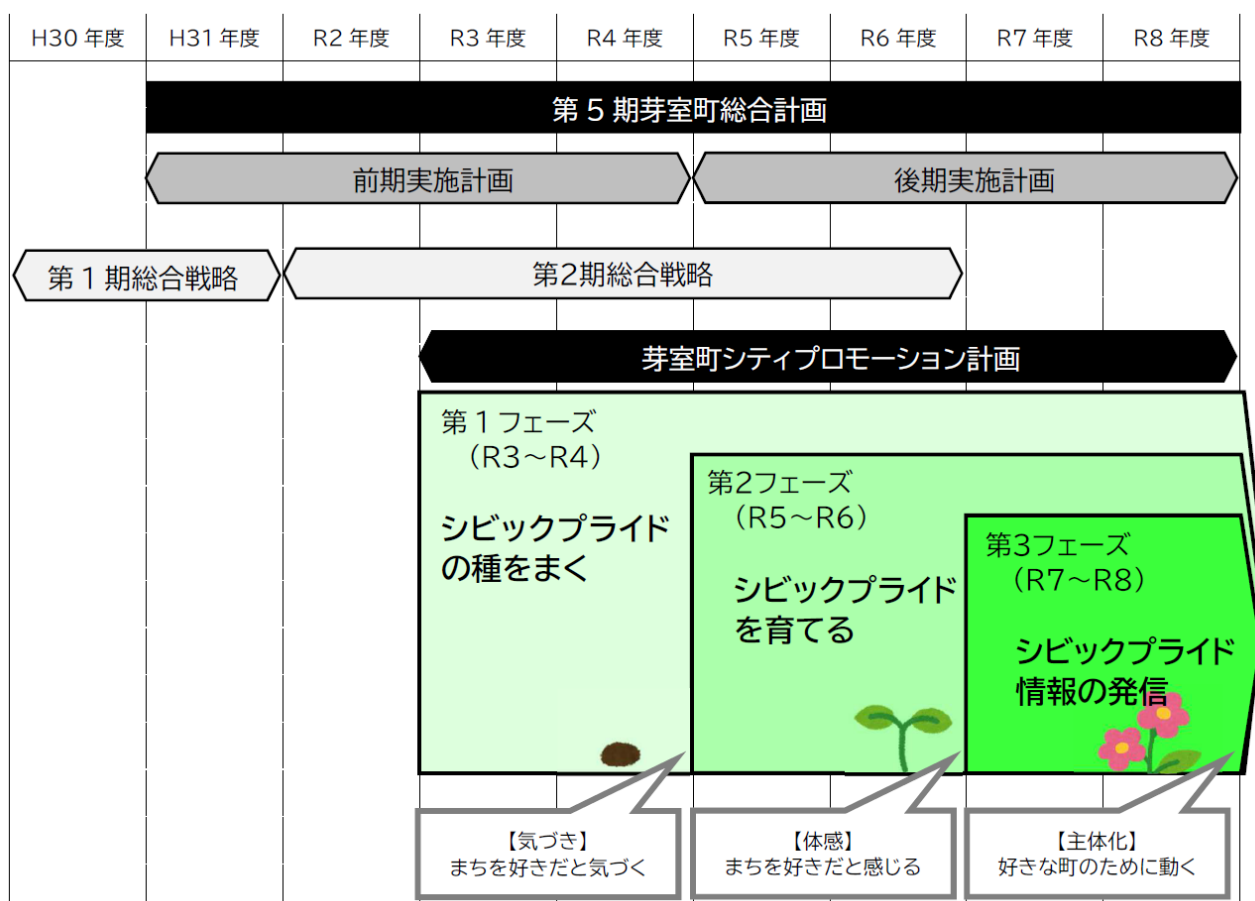 H30 年度 H31 年度 R2 年度 R3 年度 R4 年度 R5 年度 R6 年度 R7 年度 R8 年度
第 5 期芽室町総合計画
前期実施計画 後期実施計画
第 1 期総合戦略 第2期総合戦略
芽室町シティプロモーション計画
第 1 フェーズ
（R3～R4）
シビックプライド
の種をまく
第2フェーズ
（R5～R6）
シビックプライド
を育てる
第3フェーズ
（R7～R8）
シビックプライド
情報の発信
【気づき】
まちを好きだと気づく
【体感】
まちを好きだと感じる
【主体化】
好きな町のために動く